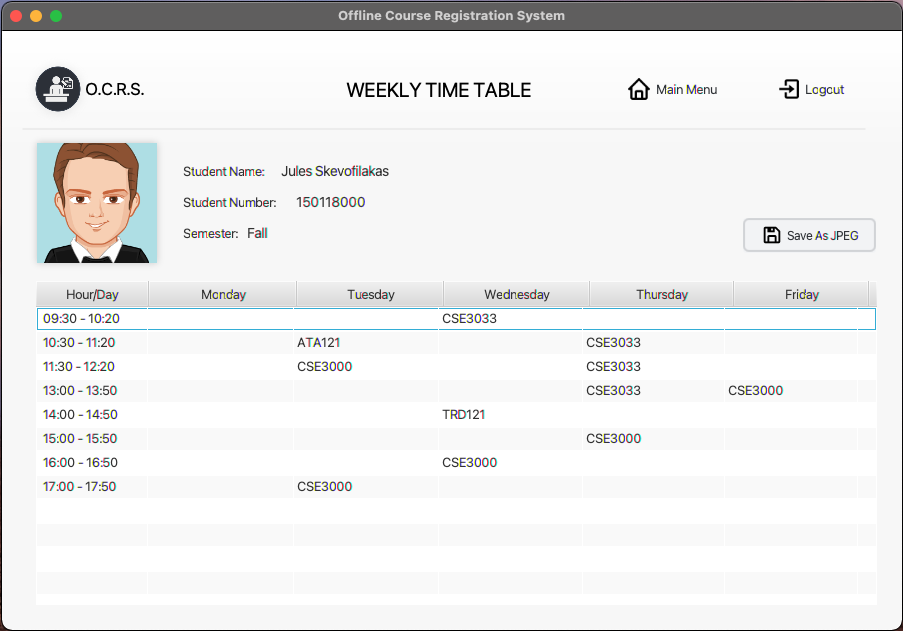 Offline Course Registration System
O.C.R.S.
WEEKLY TIME TABLE
Main Menu
Logout
Student Name: Jules Skevofilakas
Student Number: 150118000
Semester: Fall
Save As JPEG
Hour/Day Monday Tuesday Wednesday Thursday Friday
09:30 - 10:20 CSE3033
10:30 - 11:20 ATA121 CSE3033
11:30 - 12:20 CSE3000 CSE3033
13:00 - 13:50 CSE3033 CSE3000
14:00 - 14:50 TRD121
15:00 - 15:50 CSE3000
16:00 - 16:50 CSE3000
17:00 - 17:50 CSE3000